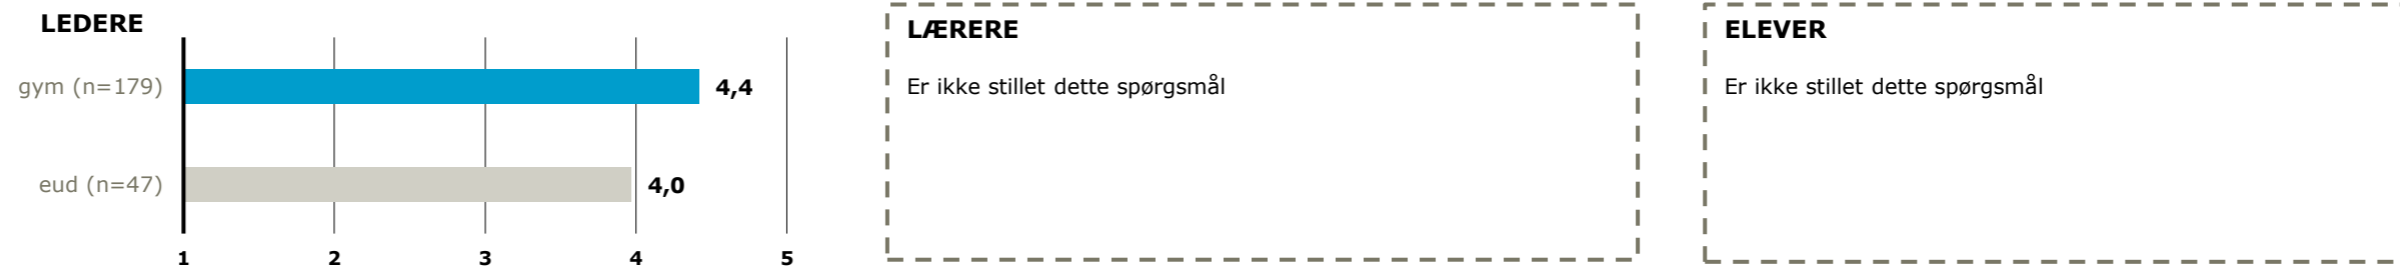 LEDERE
gym (n=179)
4,4
eud (n=47)
4,0
1 2 3 4 5
LÆRERE
Er ikke stillet dette spørgsmål
ELEVER
Er ikke stillet dette spørgsmål